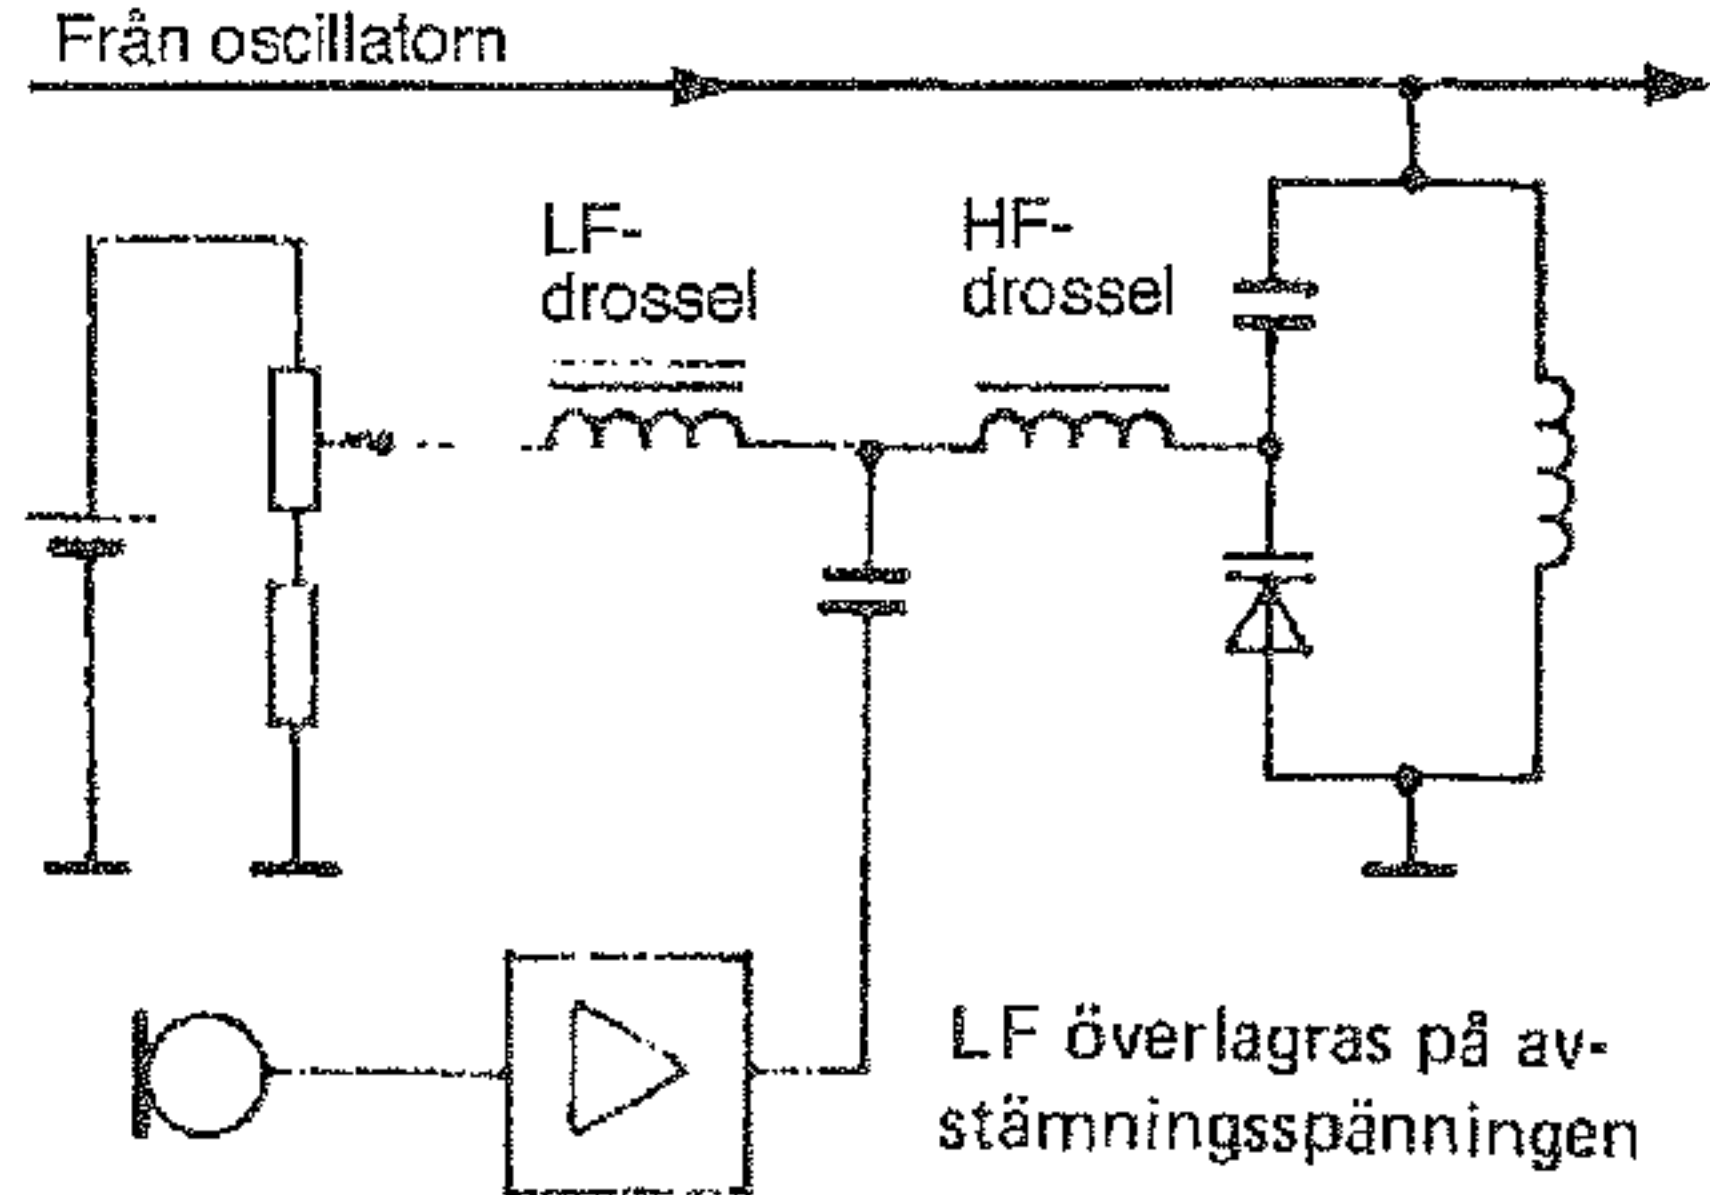 Från oscillatorn
LF-
drossel
HF-
drossel
LF överlagras på av-
stämningsspänningen